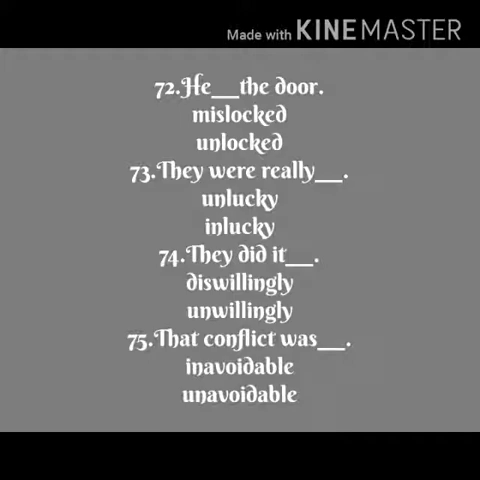 Made with KINEMASTER
72.He__the door.
mislocked
unlocked
73.They were really__.
unlucky
inlucky
74.They did it__.
diswillingly
unwillingly
75.That conflict was__.
inavoidable
unavoidable